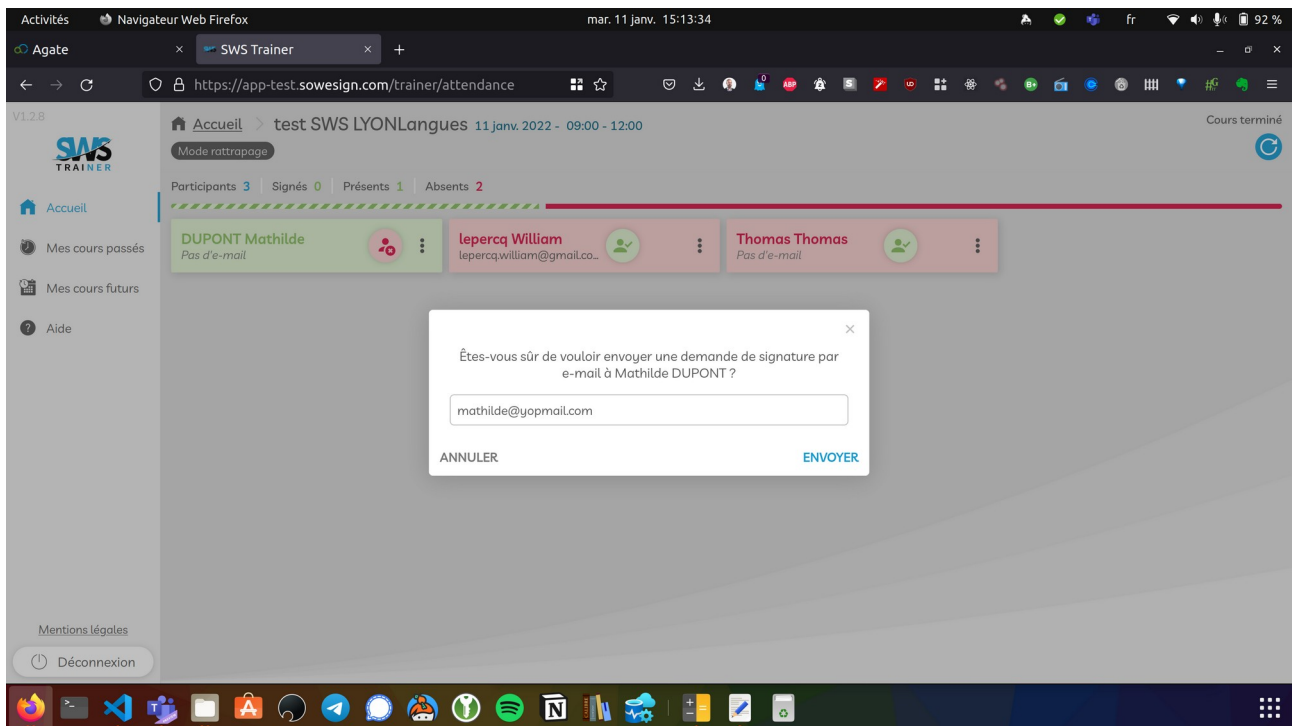 Activités Navigateur Web Firefox mar. 11 janv. 15:13:34 fr 92 %
Agate × SWS Trainer × +
https://app-test.sowesign.com/trainer/attendance
V1.2.8
SWS
TRAINER
Accueil > test SWS LYONLangues 11 janv. 2022 - 09:00 - 12:00
Cours terminé
Mode rattrapage
Participants 3 Signés 0 Présents 1 Absents 2
Accueil
Mes cours passés
Mes cours futurs
Aide
DUPONT Mathilde
Pas d'e-mail
lepercq William
lepercq.william@gmail.co...
Thomas Thomas
Pas d'e-mail
Êtes-vous sûr de vouloir envoyer une demande de signature par
e-mail à Mathilde DUPONT ?
mathilde@yopmail.com
ANNULER ENVOYER
Mentions légales
Déconnexion